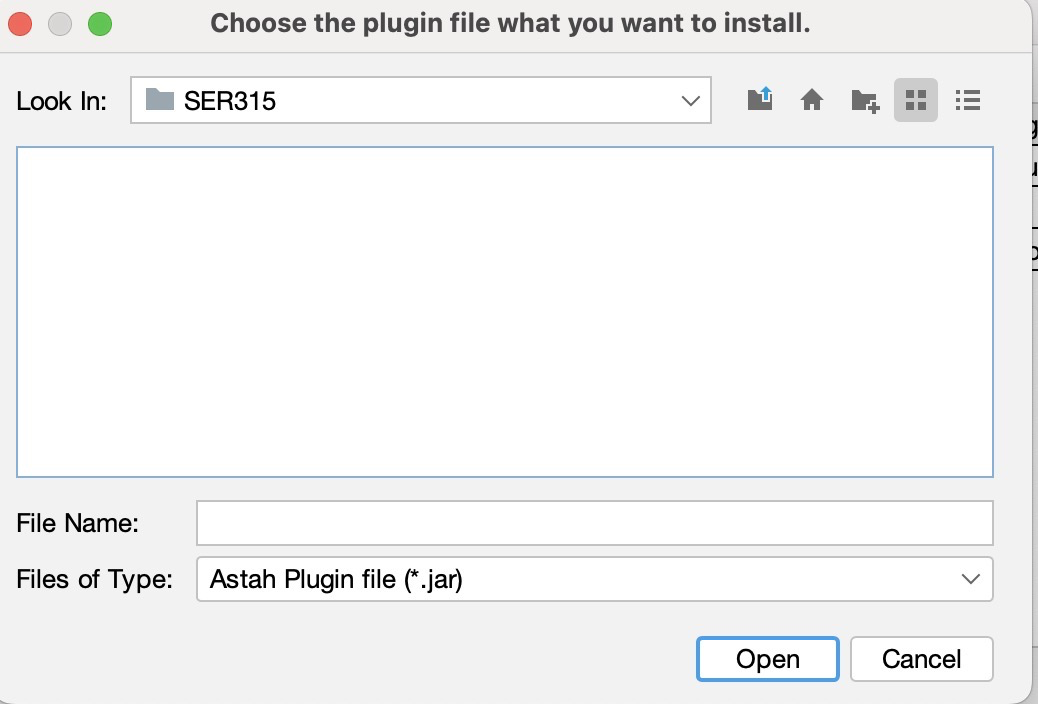 Choose the plugin file what you want to install.
Look In: SER315
File Name:
Files of Type: Astah Plugin file (*.jar)
Open Cancel